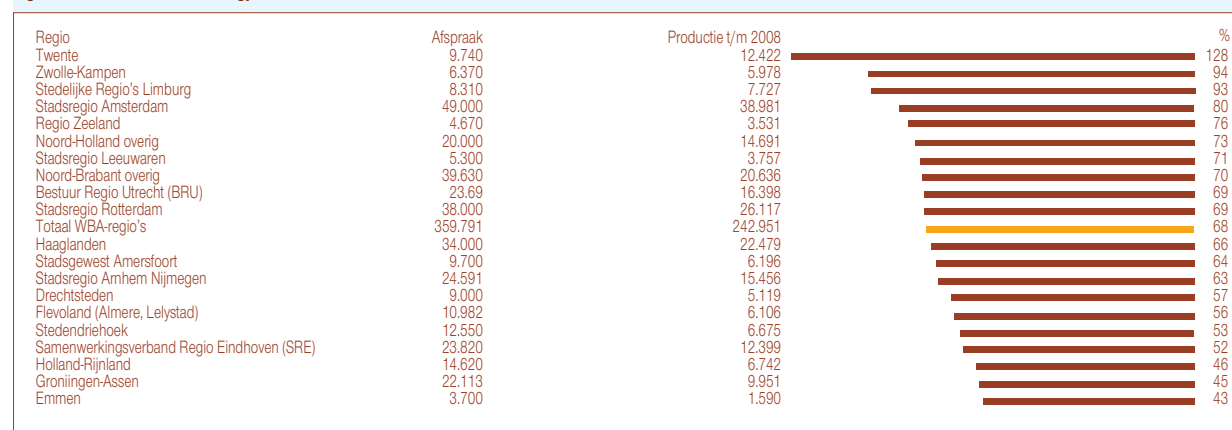 Regio Afspraak Productie t/m 2008 %
Twente 9.740 12.422 128
Zwolle-Kampen 6.370 5.978 94
Stedelijke Regio's Limburg 8.310 7.727 93
Stadsregio Amsterdam 49.000 38.981 80
Regio Zeeland 4.670 3.531 76
Noord-Holland overig 20.000 14.691 73
Stadsregio Leeuwaren 5.300 3.757 71
Noord-Brabant overig 39.630 20.636 70
Bestuur Regio Utrecht (BRU) 23.69 16.398 69
Stadsregio Rotterdam 38.000 26.117 69
Totaal WBA-regio's 359.791 242.951 68
Haaglanden 34.000 22.479 66
Stadsgewest Amersfoort 9.700 6.196 64
Stadsregio Arnhem Nijmegen 24.591 15.456 63
Drechtsteden 9.000 5.119 57
Flevoland (Almere, Lelystad) 10.982 6.106 56
Stedendriehoek 12.550 6.675 53
Samenwerkingsverband Regio Eindhoven (SRE) 23.820 12.399 52
Holland-Rijnland 14.620 6.742 46
Groniingen-Assen 22.113 9.951 45
Emmen 3.700 1.590 43